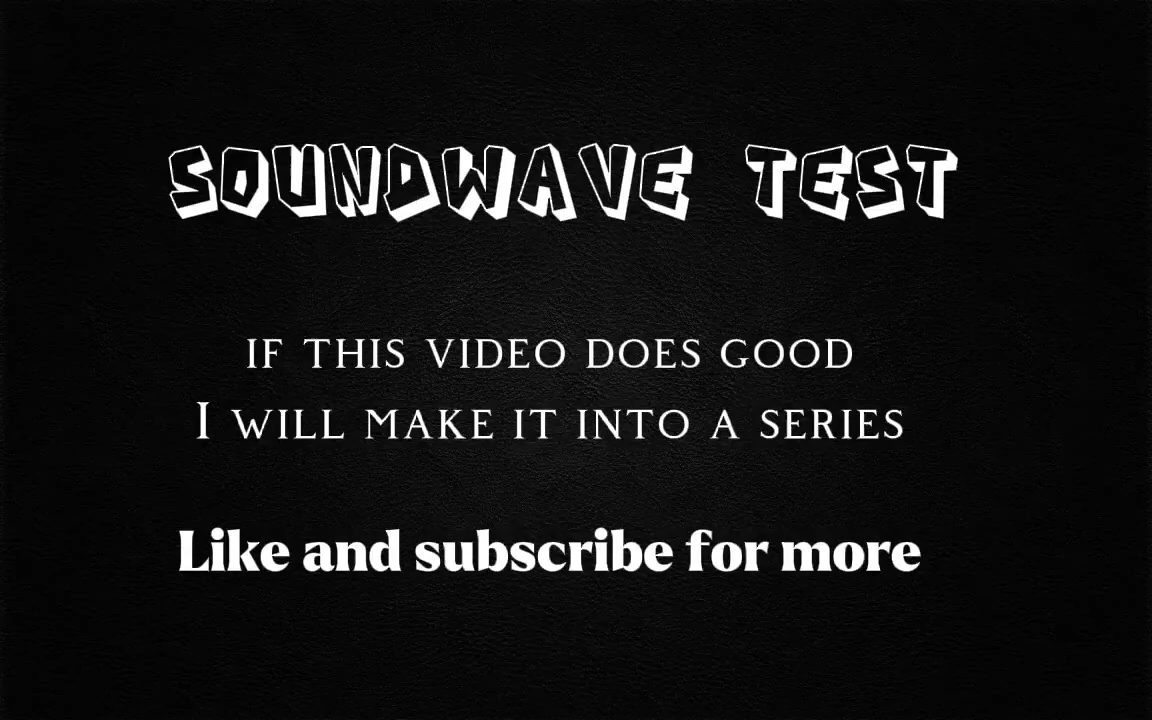 SOUNDWAVE TEST
IF THIS VIDEO DOES GOOD
I WILL MAKE IT INTO A SERIES
Like and subscribe for more